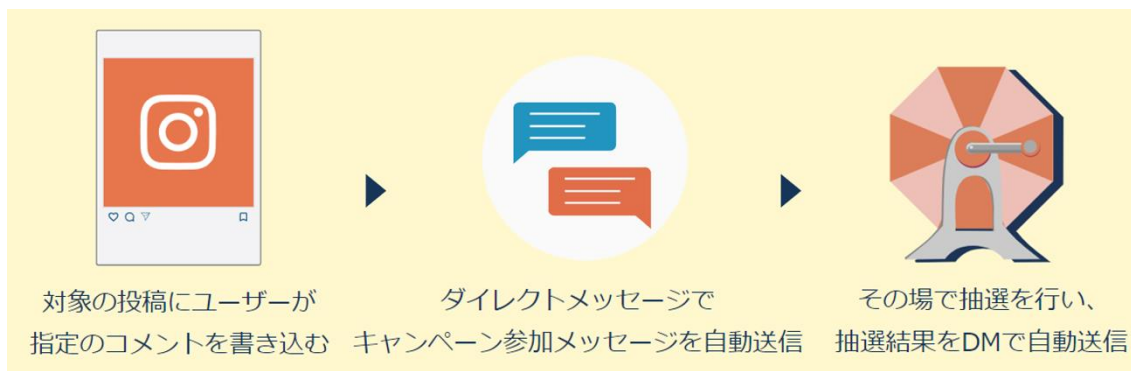 対象の投稿にユーザーが
指定のコメントを書き込む
ダイレクトメッセージで
キャンペーン参加メッセージを自動送信
その場で抽選を行い、
抽選結果をDMで自動送信